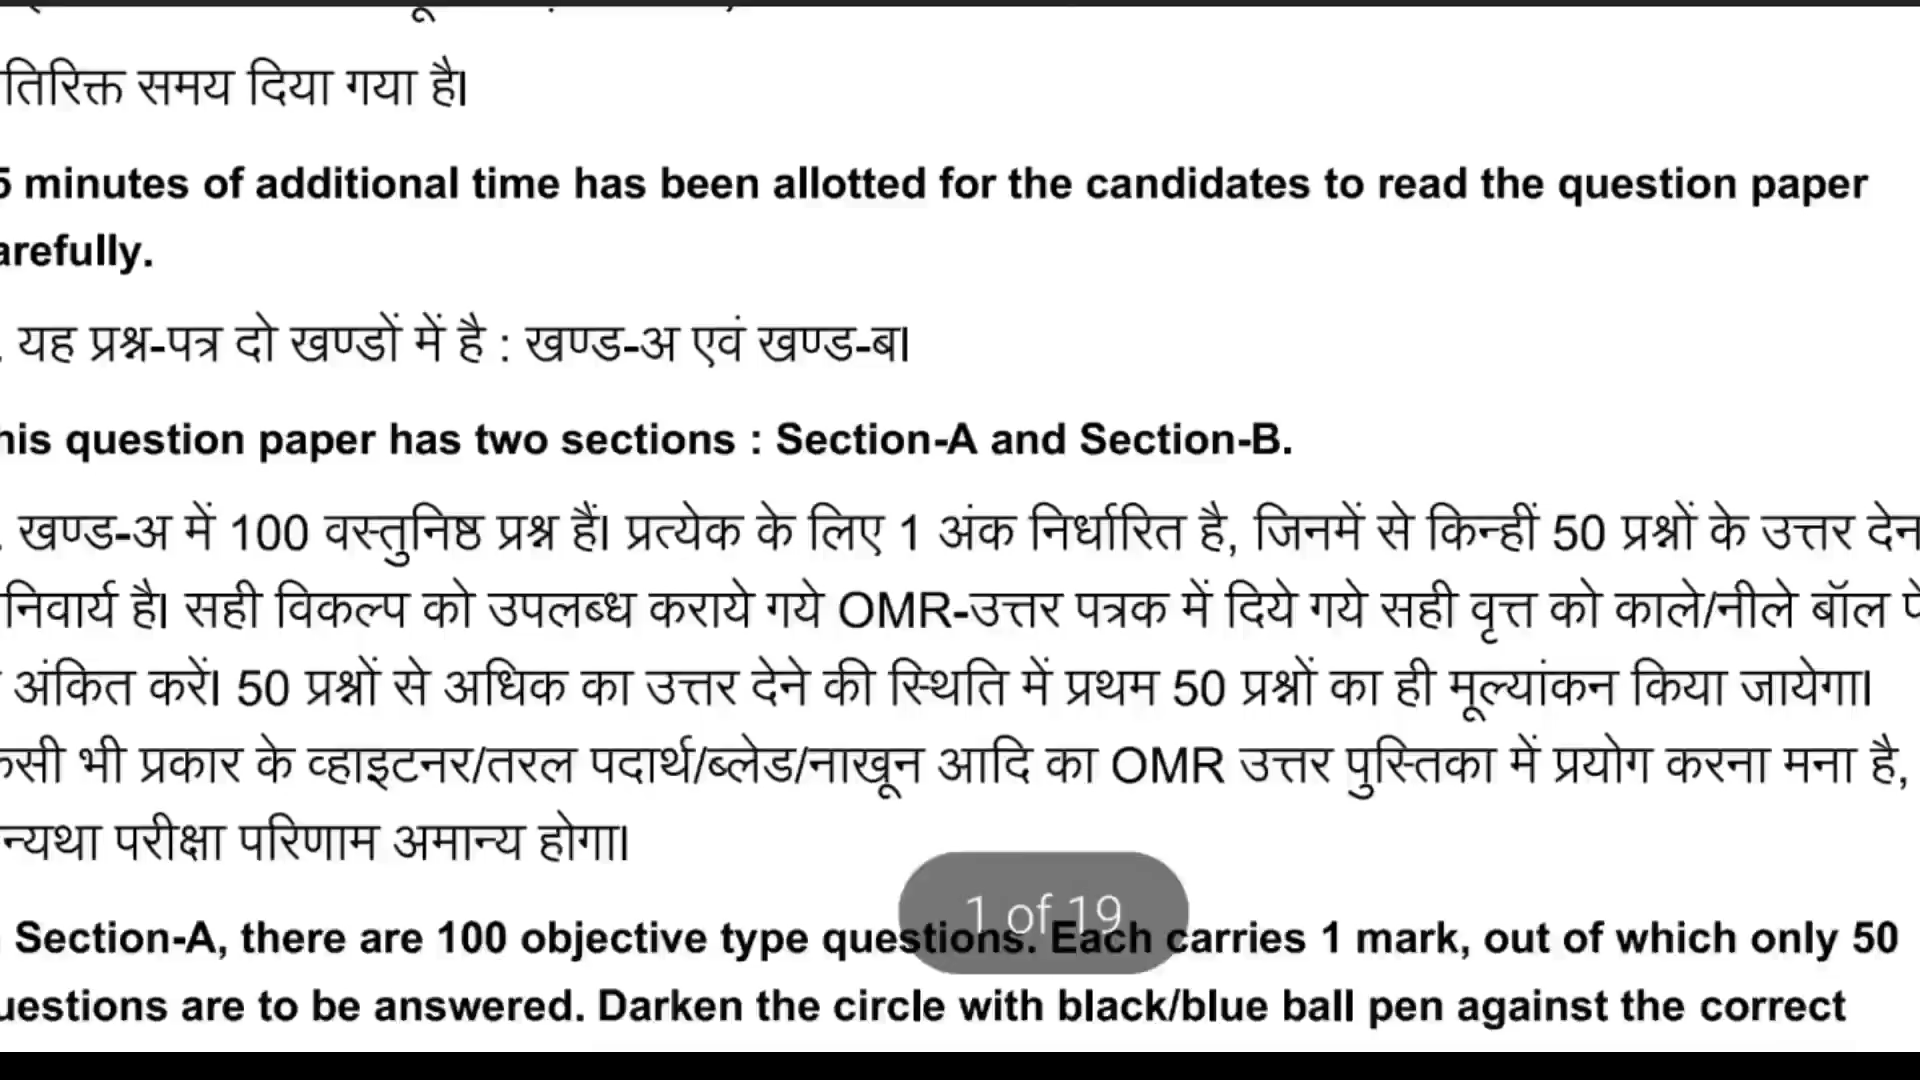 तिरिक्त समय दिया गया है।
5 minutes of additional time has been allotted for the candidates to read the question paper
arefully.
. यह प्रश्न-पत्र दो खण्डों में है : खण्ड-अ एवं खण्ड-ब।
his question paper has two sections : Section-A and Section-B.
. खण्ड-अ में 100 वस्तुनिष्ठ प्रश्न हैं। प्रत्येक के लिए 1 अंक निर्धारित है, जिनमें से किन्हीं 50 प्रश्नों के उत्तर देन
निवार्य है। सही विकल्प को उपलब्ध कराये गये OMR-उत्तर पत्रक में दिये गये सही वृत्त को काले/नीले बॉल पे
अंकित करें। 50 प्रश्नों से अधिक का उत्तर देने की स्थिति में प्रथम 50 प्रश्नों का ही मूल्यांकन किया जायेगा।
कसी भी प्रकार के व्हाइटनर/तरल पदार्थ/ब्लेड/नाखून आदि का OMR उत्तर पुस्तिका में प्रयोग करना मना है,
न्यथा परीक्षा परिणाम अमान्य होगा।
1 of 19
Section-A, there are 100 objective type questions. Each carries 1 mark, out of which only 50
uestions are to be answered. Darken the circle with black/blue ball pen against the correct